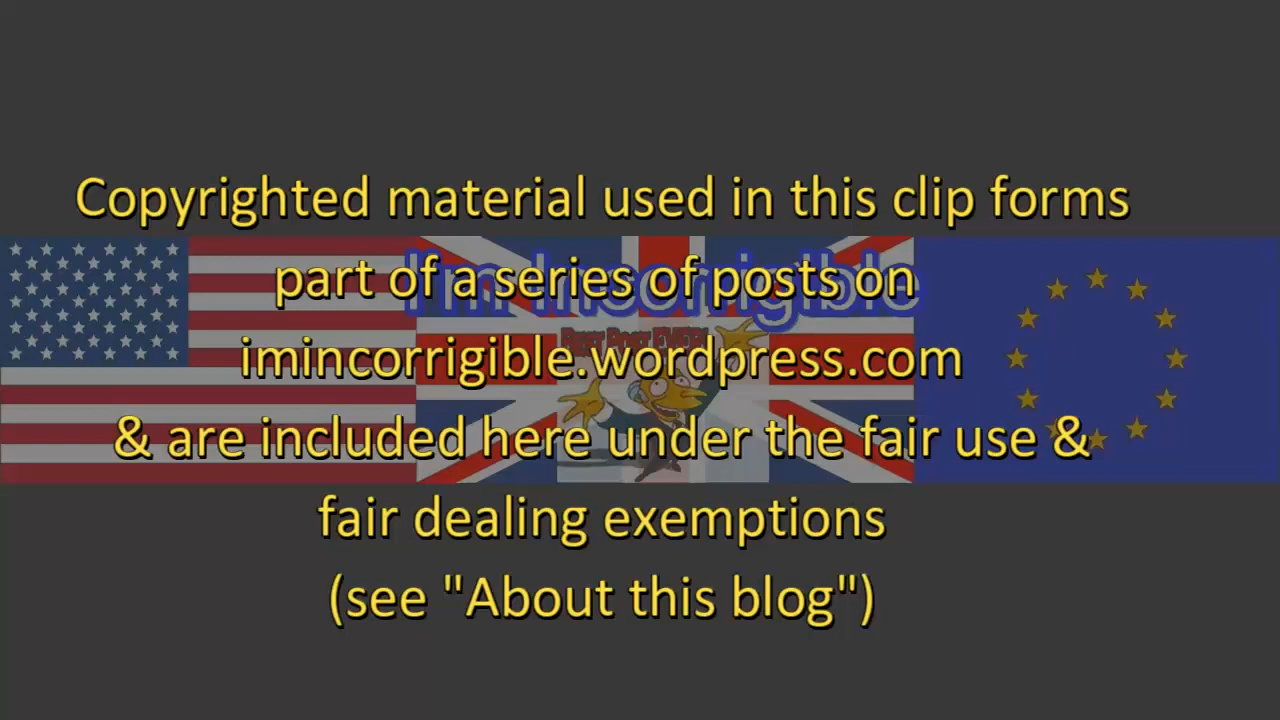 Copyrighted material used in this clip forms
part of a series of posts on
I'm Incorrigible
imincorrigible.wordpress.com
& are included here under the fair use &
fair dealing exemptions
(see "About this blog")